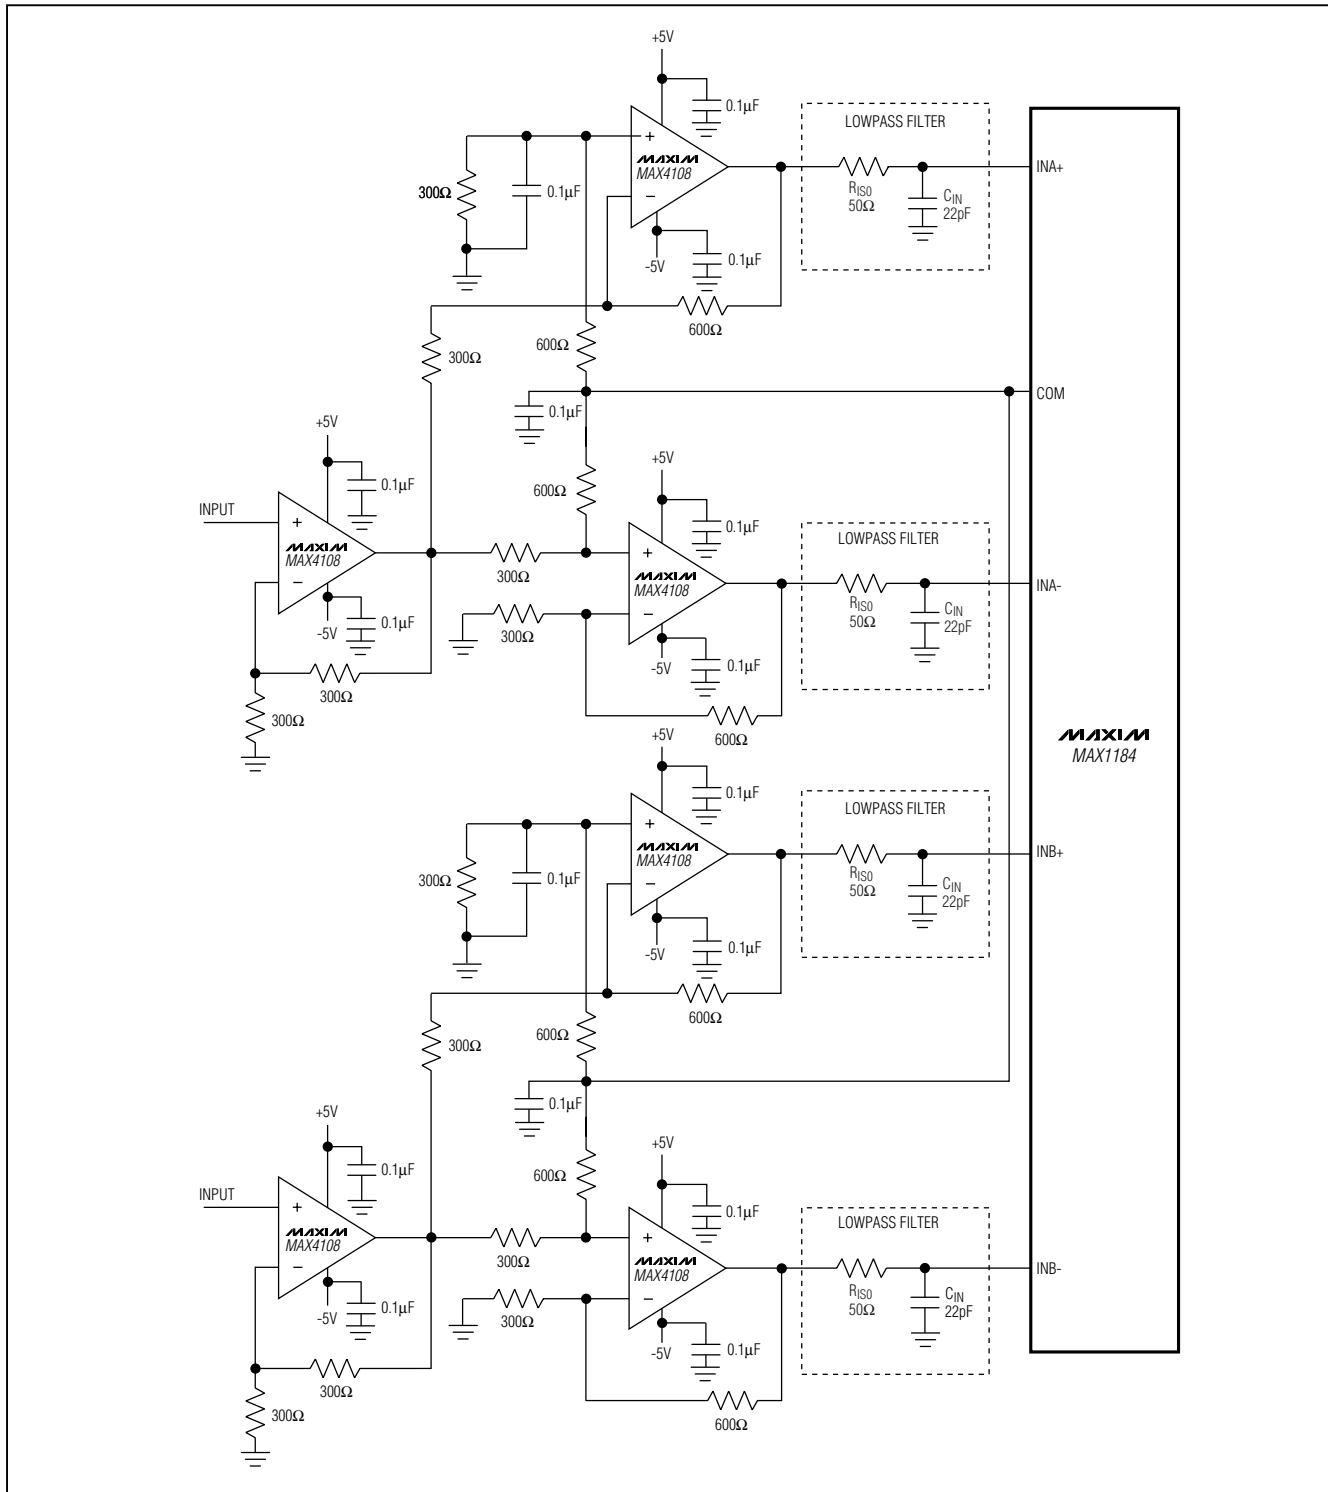 +5V
0.1µF
LOWPASS FILTER
+
MAXIM
MAX4108
−
300Ω
0.1µF
RISO
50Ω
CIN
22pF
INA+
-5V
0.1µF
600Ω
300Ω
600Ω
COM
0.1µF
+5V
0.1µF
INPUT
+
MAXIM
MAX4108
−
-5V
0.1µF
300Ω
300Ω
600Ω
+5V
0.1µF
300Ω
+
MAXIM
MAX4108
−
300Ω
-5V
0.1µF
600Ω
LOWPASS FILTER
RISO
50Ω
CIN
22pF
INA-
MAXIM
MAX1184
+5V
0.1µF
LOWPASS FILTER
+
MAXIM
MAX4108
−
300Ω
0.1µF
RISO
50Ω
CIN
22pF
INB+
-5V
0.1µF
600Ω
300Ω
600Ω
0.1µF
+5V
0.1µF
INPUT
+
MAXIM
MAX4108
−
-5V
0.1µF
300Ω
300Ω
600Ω
+5V
0.1µF
300Ω
+
MAXIM
MAX4108
−
300Ω
-5V
0.1µF
600Ω
LOWPASS FILTER
RISO
50Ω
CIN
22pF
INB-